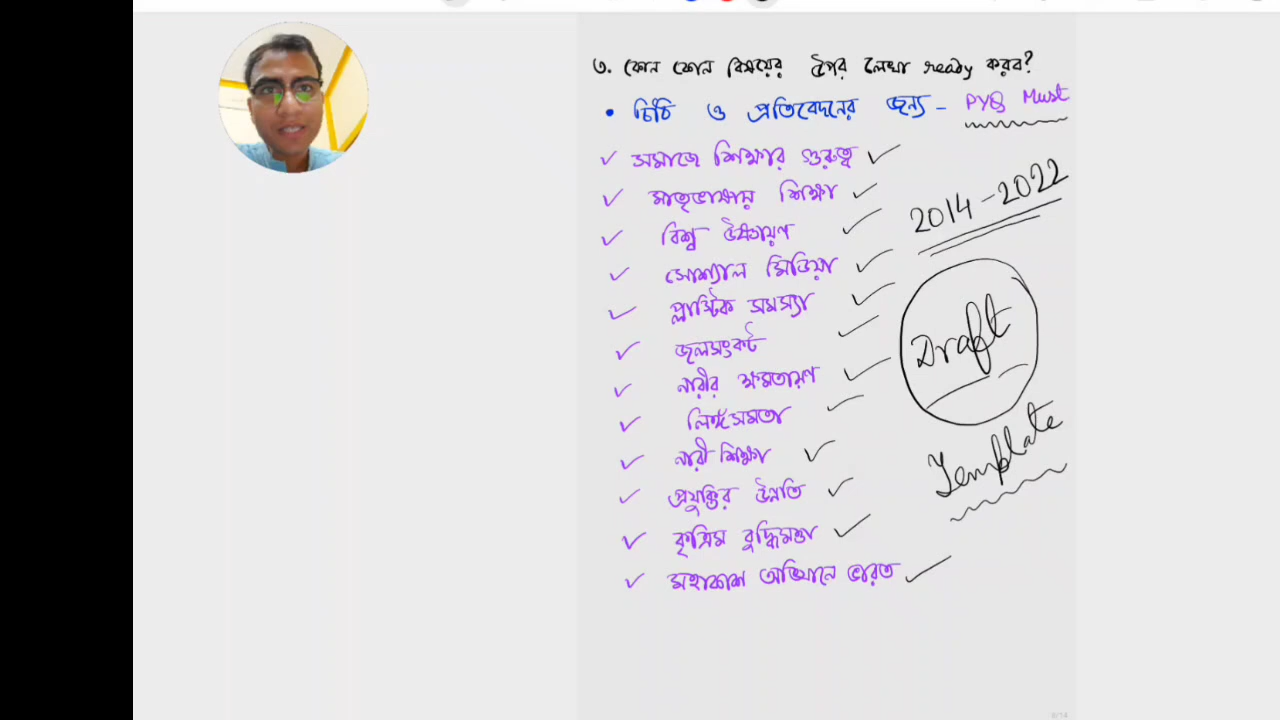 ৩. কোন কোন বিষয়ের উপর লেখা ready করব?
• চিঠি ও প্রতিবেদনের জন্য - PYQ Must
সমাজে শিক্ষার গুরুত্ব
মাতৃভাষায় শিক্ষা
2014-2022
বিশ্ব উষ্ণায়ণ
সোশ্যাল মিডিয়া
প্লাস্টিক সমস্যা
Draft
জলসংকট
নারীর ক্ষমতায়ণ
লিঙ্গসমতা
Template
নারী শিক্ষা
প্রযুক্তির উন্নতি
কৃত্রিম বুদ্ধিমত্তা
মহাকাশ অভিযানে ভারত